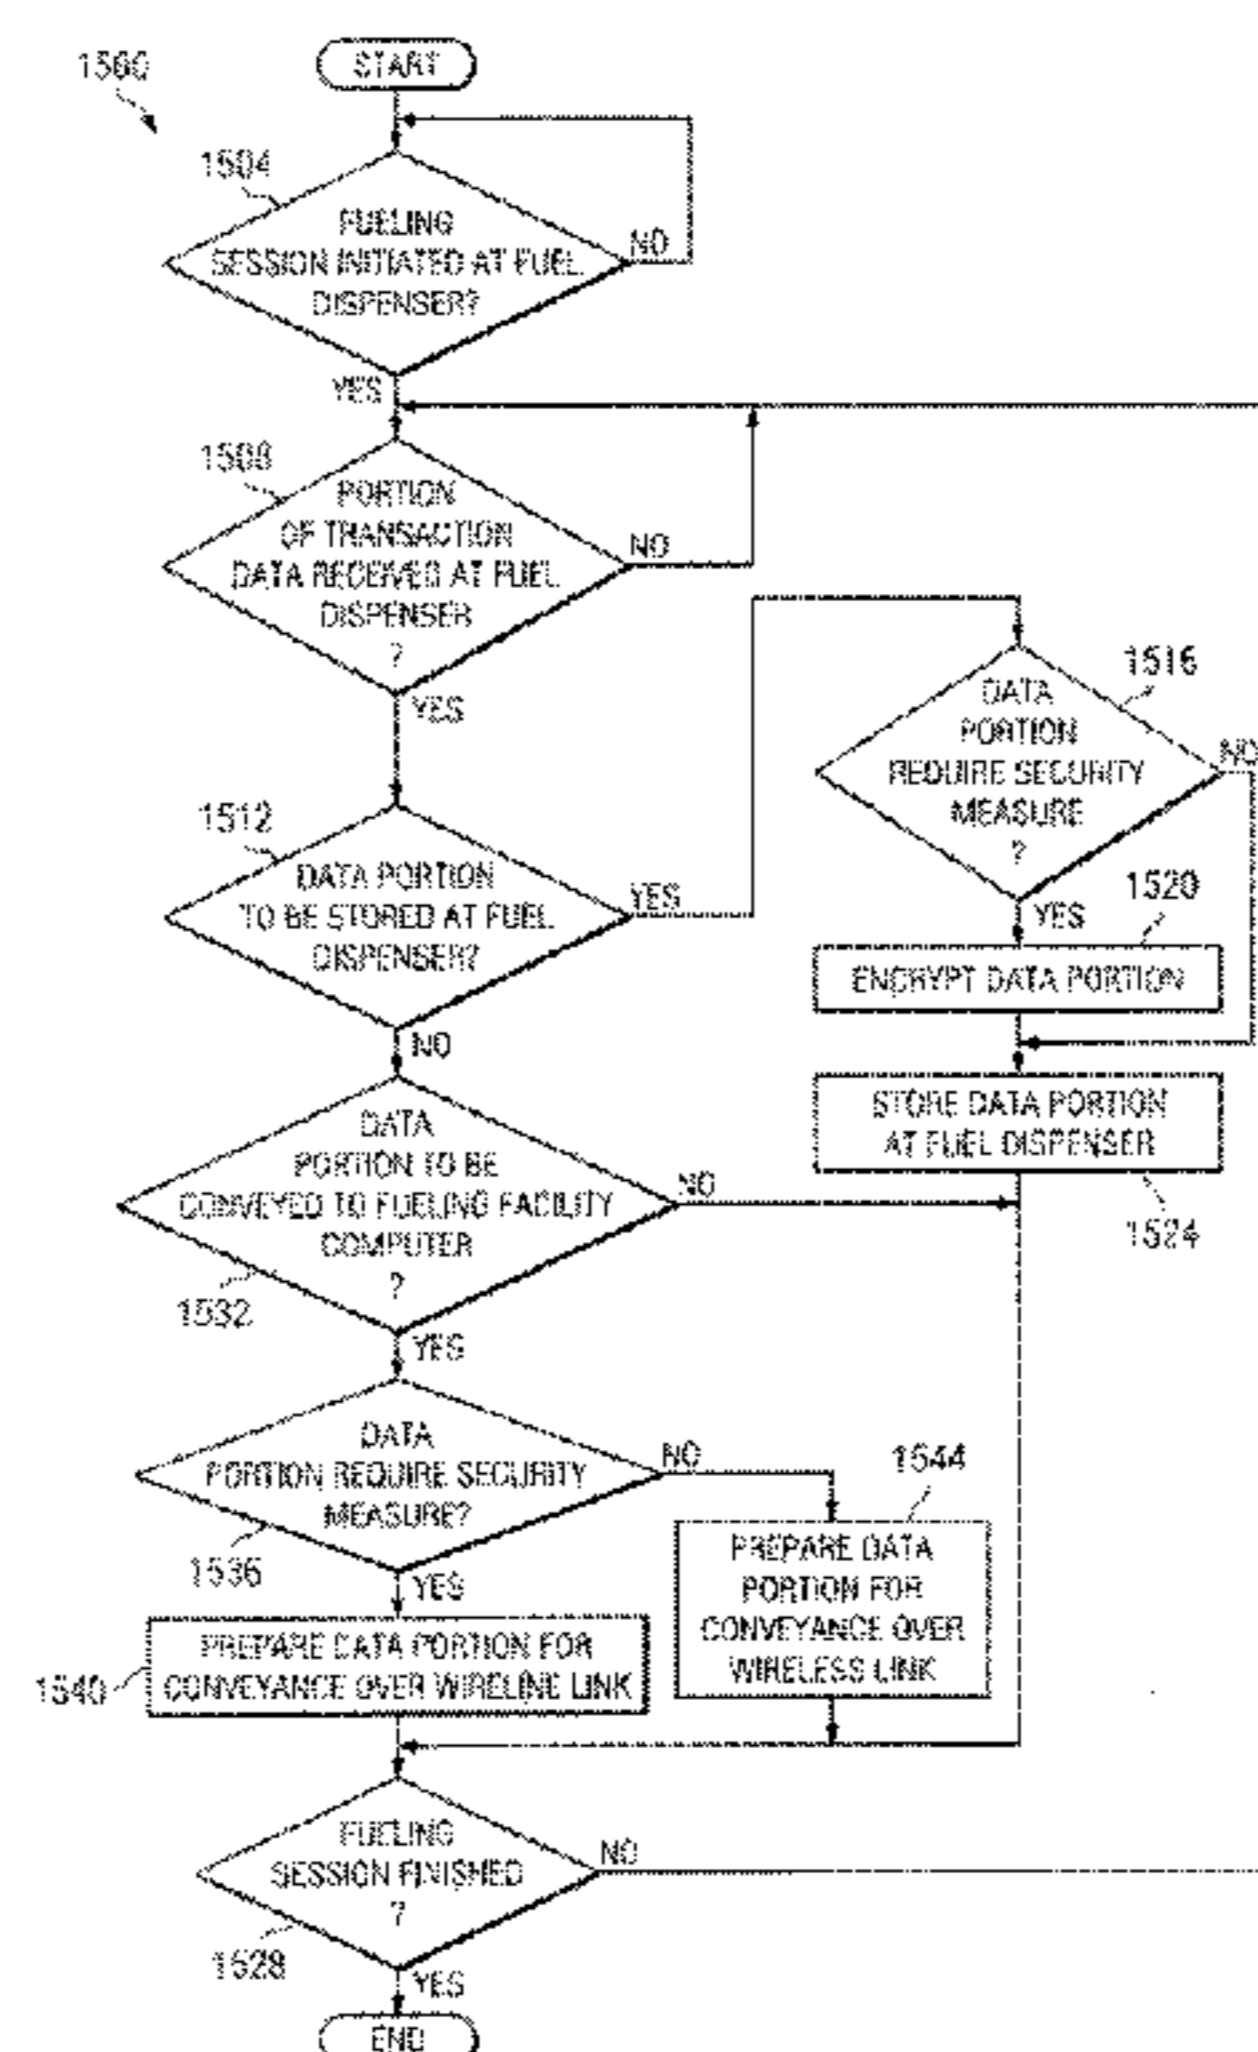 1500
START
1504
FUELING
SESSION INITIATED AT FUEL
DISPENSER?
NO
YES
1508
PORTION
OF TRANSACTION
DATA RECEIVED AT FUEL
DISPENSER
?
NO
YES
1512
DATA PORTION
TO BE STORED AT FUEL
DISPENSER?
YES
NO
1516
DATA
PORTION
REQUIRE SECURITY
MEASURE
?
NO
YES
1520
ENCRYPT DATA PORTION
STORE DATA PORTION
AT FUEL DISPENSER
1524
DATA
PORTION TO BE
CONVEYED TO FUELING FACILITY
COMPUTER
?
NO
1532
YES
DATA
PORTION REQUIRE SECURITY
MEASURE?
NO
1536
YES
1544
PREPARE DATA
PORTION FOR
CONVEYANCE OVER
WIRELESS LINK
PREPARE DATA PORTION FOR
CONVEYANCE OVER WIRELINE LINK
1540
FUELING
SESSION FINISHED
?
NO
1528
YES
END